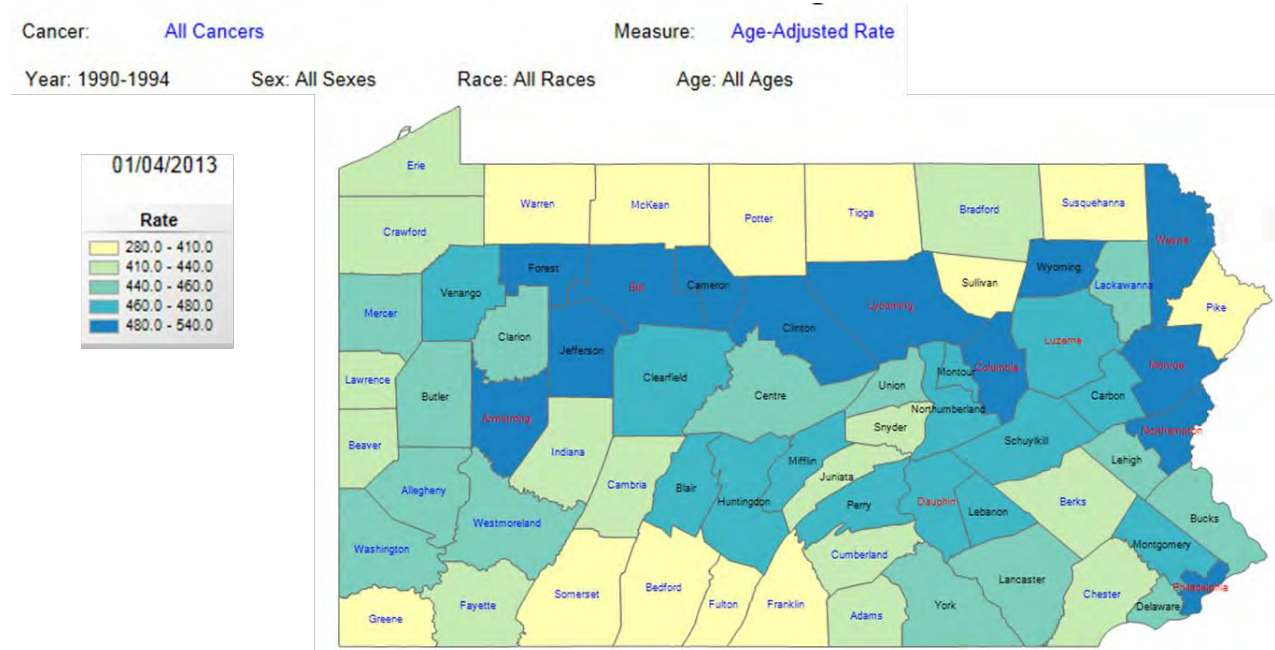 Cancer: All Cancers Measure: Age-Adjusted Rate
Year: 1990-1994 Sex: All Sexes Race: All Races Age: All Ages
01/04/2013
Rate
280.0 - 410.0
410.0 - 440.0
440.0 - 460.0
460.0 - 480.0
480.0 - 540.0
Erie
Warren
McKean
Potter
Tioga
Bradford
Susquehanna
Wayne
Crawford
Forest
Elk
Cameron
Lycoming
Sullivan
Wyoming
Lackawanna
Pike
Venango
Mercer
Clarion
Jefferson
Clinton
Luzerne
Lawrence
Butler
Clearfield
Centre
Union
Montour
Columbia
Monroe
Carbon
Armstrong
Northumberland
Snyder
Northampton
Beaver
Indiana
Schuylkill
Mifflin
Lehigh
Juniata
Allegheny
Cambria
Blair
Huntingdon
Perry
Dauphin
Lebanon
Berks
Bucks
Westmoreland
Washington
Montgomery
Cumberland
Lancaster
Somerset
Bedford
Fulton
Franklin
Chester
Philadelphia
Greene
Fayette
Adams
York
Delaware